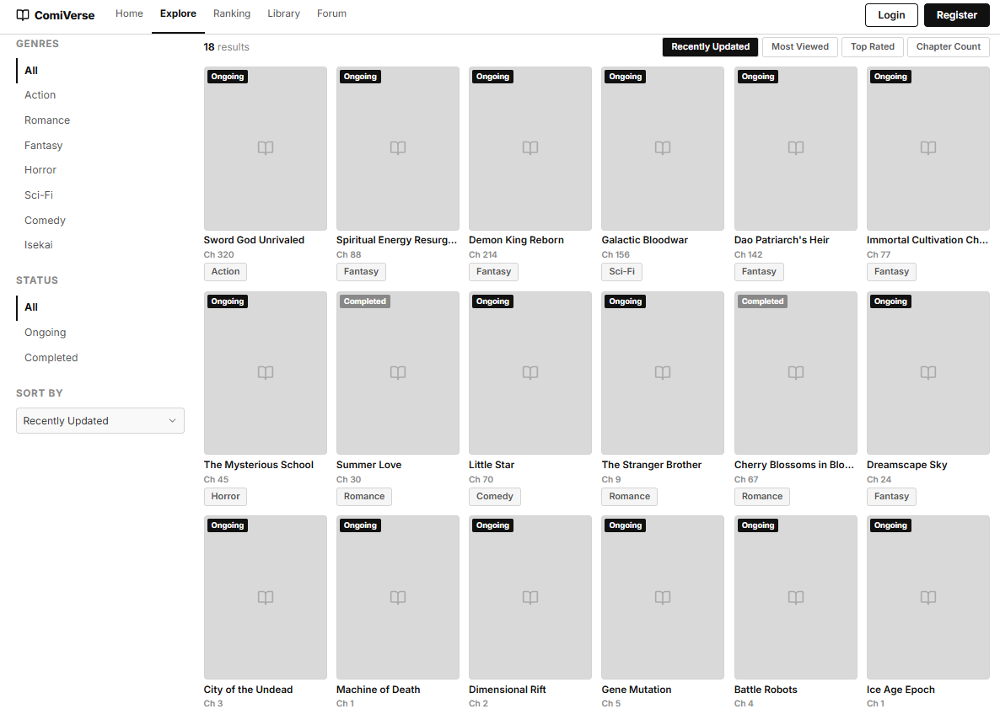 ComiVerse
Home
Explore
Ranking
Library
Forum
Login
Register
GENRES
All
Action
Romance
Fantasy
Horror
Sci-Fi
Comedy
Isekai
STATUS
All
Ongoing
Completed
SORT BY
Recently Updated
18 results
Recently Updated
Most Viewed
Top Rated
Chapter Count
Ongoing
Sword God Unrivaled
Ch 320
Action
Ongoing
Spiritual Energy Resurg...
Ch 88
Fantasy
Ongoing
Demon King Reborn
Ch 214
Fantasy
Ongoing
Galactic Bloodwar
Ch 156
Sci-Fi
Ongoing
Dao Patriarch's Heir
Ch 142
Fantasy
Ongoing
Immortal Cultivation Ch...
Ch 77
Fantasy
Ongoing
The Mysterious School
Ch 45
Horror
Completed
Summer Love
Ch 30
Romance
Ongoing
Little Star
Ch 70
Comedy
Ongoing
The Stranger Brother
Ch 9
Romance
Completed
Cherry Blossoms in Blo...
Ch 67
Romance
Ongoing
Dreamscape Sky
Ch 24
Fantasy
Ongoing
City of the Undead
Ch 3
Ongoing
Machine of Death
Ch 1
Ongoing
Dimensional Rift
Ch 2
Ongoing
Gene Mutation
Ch 5
Ongoing
Battle Robots
Ch 4
Ongoing
Ice Age Epoch
Ch 1